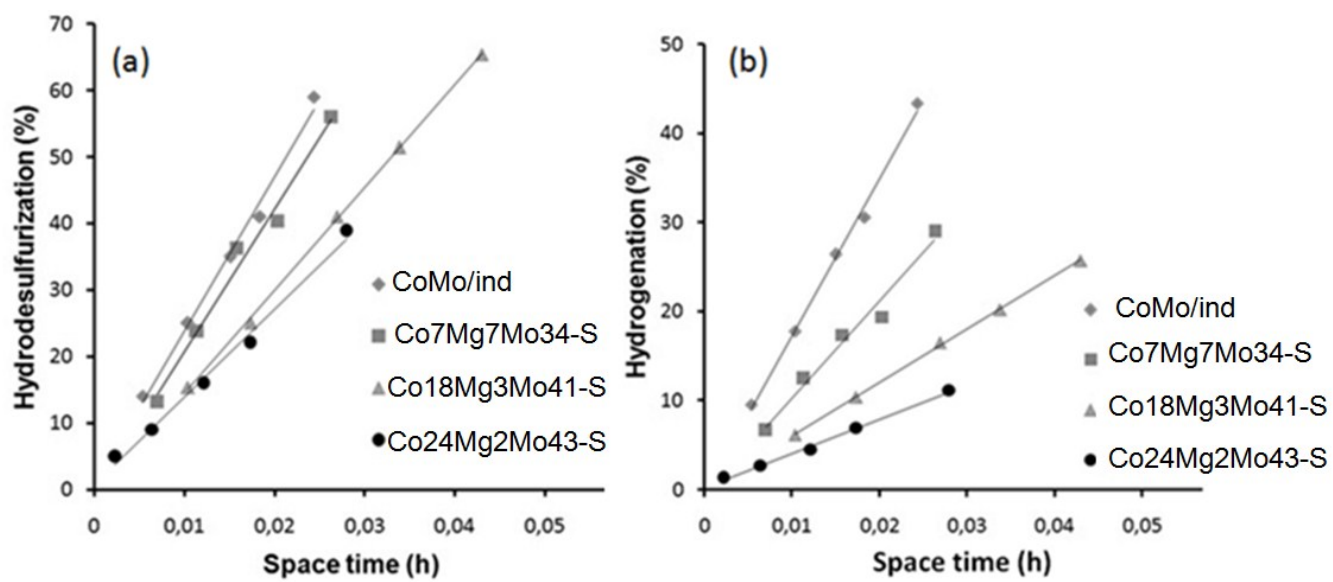 (a)
Hydrodesulfurization (%)
70
60
50
40
30
20
10
0
0 0,01 0,02 0,03 0,04 0,05
Space time (h)
CoMo/ind
Co7Mg7Mo34-S
Co18Mg3Mo41-S
Co24Mg2Mo43-S
(b)
Hydrogenation (%)
50
40
30
20
10
0
0 0,01 0,02 0,03 0,04 0,05
Space time (h)
CoMo/ind
Co7Mg7Mo34-S
Co18Mg3Mo41-S
Co24Mg2Mo43-S